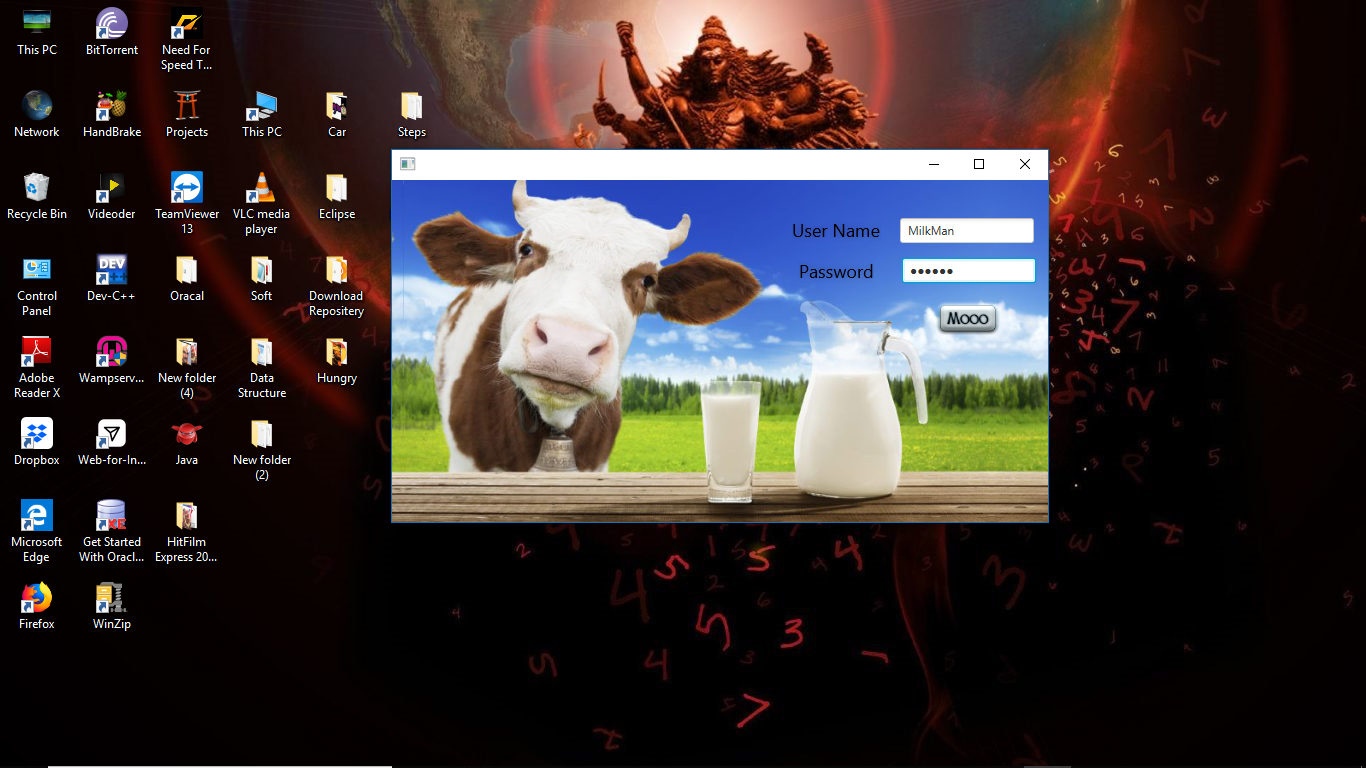 This PC
BitTorrent
Need For
Speed T...
Network
HandBrake
Projects
This PC
Car
Steps
Recycle Bin
Videoder
TeamViewer
13
VLC media
player
Eclipse
Control
Panel
DEV
Dev-C++
Oracal
Soft
Download
Repository
Adobe
Reader X
Wampserv...
New folder
(4)
Data
Structure
Hungry
Dropbox
Web-for-In...
Java
New folder
(2)
Microsoft
Edge
XE
Get Started
With Oracl...
HitFilm
Express 20...
Firefox
WinZip
User Name
MilkMan
Password
••••••
Mooo